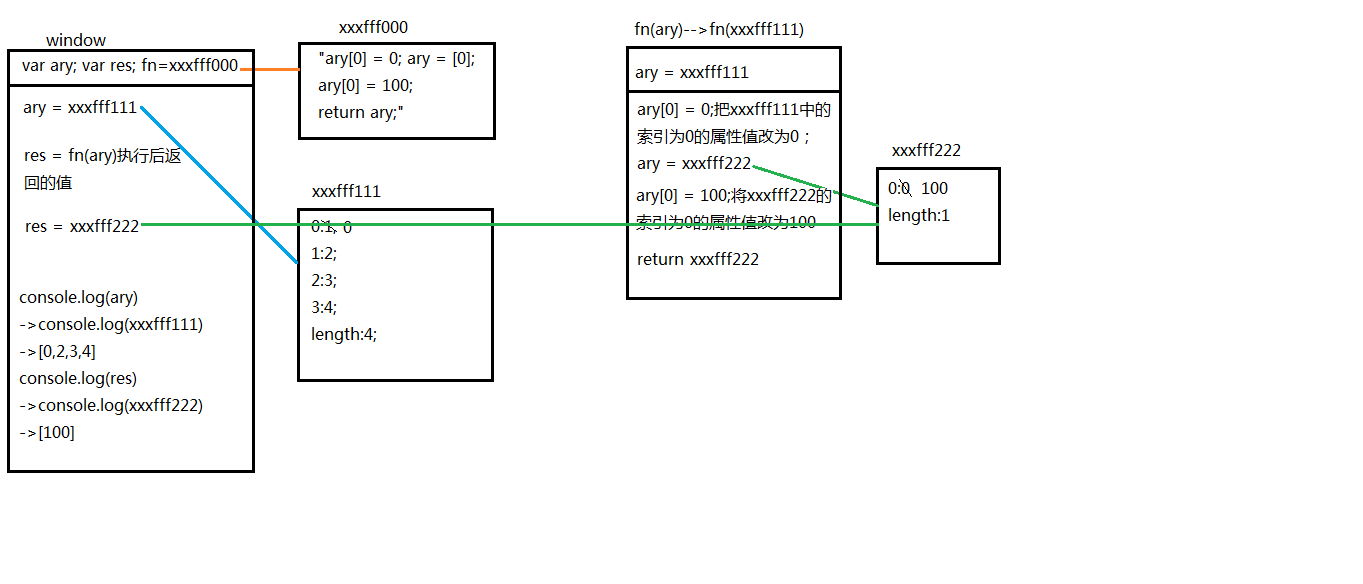 window
var ary; var res; fn=xxxfff000
ary = xxxfff111
res = fn(ary)执行后返
回的值
res = xxxfff222
console.log(ary)
->console.log(xxxfff111)
->[0,2,3,4]
console.log(res)
->console.log(xxxfff222)
->[100]
xxxfff000
"ary[0] = 0; ary = [0];
ary[0] = 100;
return ary;"
xxxfff111
0:1; 0
1:2;
2:3;
3:4;
length:4;
fn(ary)-->fn(xxxfff111)
ary = xxxfff111
ary[0] = 0;把xxxfff111中的
索引为0的属性值改为0；
ary = xxxfff222
ary[0] = 100;将xxxfff222的
索引为0的属性值改为100
return xxxfff222
xxxfff222
0:0 100
length:1